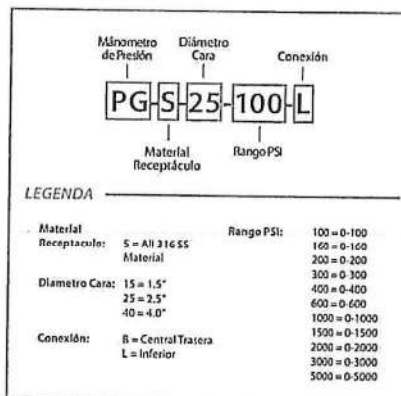 Mánometro de Presión
Diámetro Cara
Conexión
PG-S-25-100-L
Material Receptáculo
Rango PSI
LEGENDA
Material Receptaculo: S = All 316 SS Material
Diametro Cara: 15 = 1.5"
25 = 2.5"
40 = 4.0"
Conexlón: B = Central Trasera
L = Inferior
Rango PSI: 100 = 0-100
160 = 0-160
200 = 0-200
300 = 0-300
400 = 0-400
600 = 0-600
1000 = 0-1000
1500 = 0-1500
2000 = 0-2000
3000 = 0-3000
5000 = 0-5000